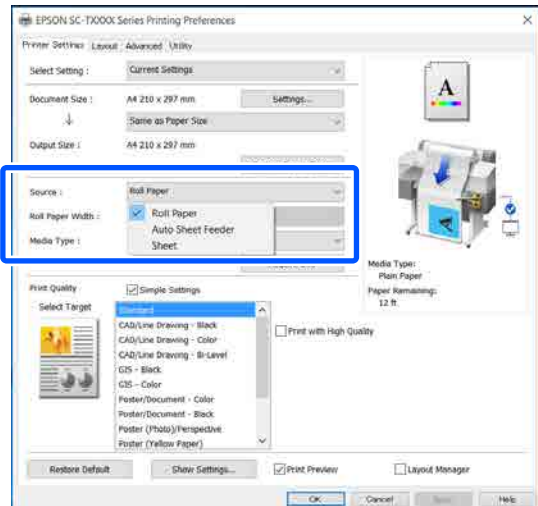 EPSON SC-TXXXX Series Printing Preferences
Printer Settings Layout Advanced Utility
Select Setting : Current Settings
Document Size : A4 210 x 297 mm Settings...
Same as Paper Size
Output Size : A4 210 x 297 mm
Source : Roll Paper
Roll Paper Width :
Roll Paper
Auto Sheet Feeder
Sheet
Media Type :
Media Type:
Plain Paper
Paper Remaining:
12 ft
Print Quality Simple Settings
Select Target Standard
CAD/Line Drawing - Black
CAD/Line Drawing - Color
CAD/Line Drawing - Bi-Level
GIS - Black
GIS - Color
Poster/Document - Color
Poster/Document - Black
Poster (Photo)/Perspective
Poster (Yellow Paper)
Print with High Quality
Restore Default Show Settings... Print Preview Layout Manager
OK Cancel Help
A